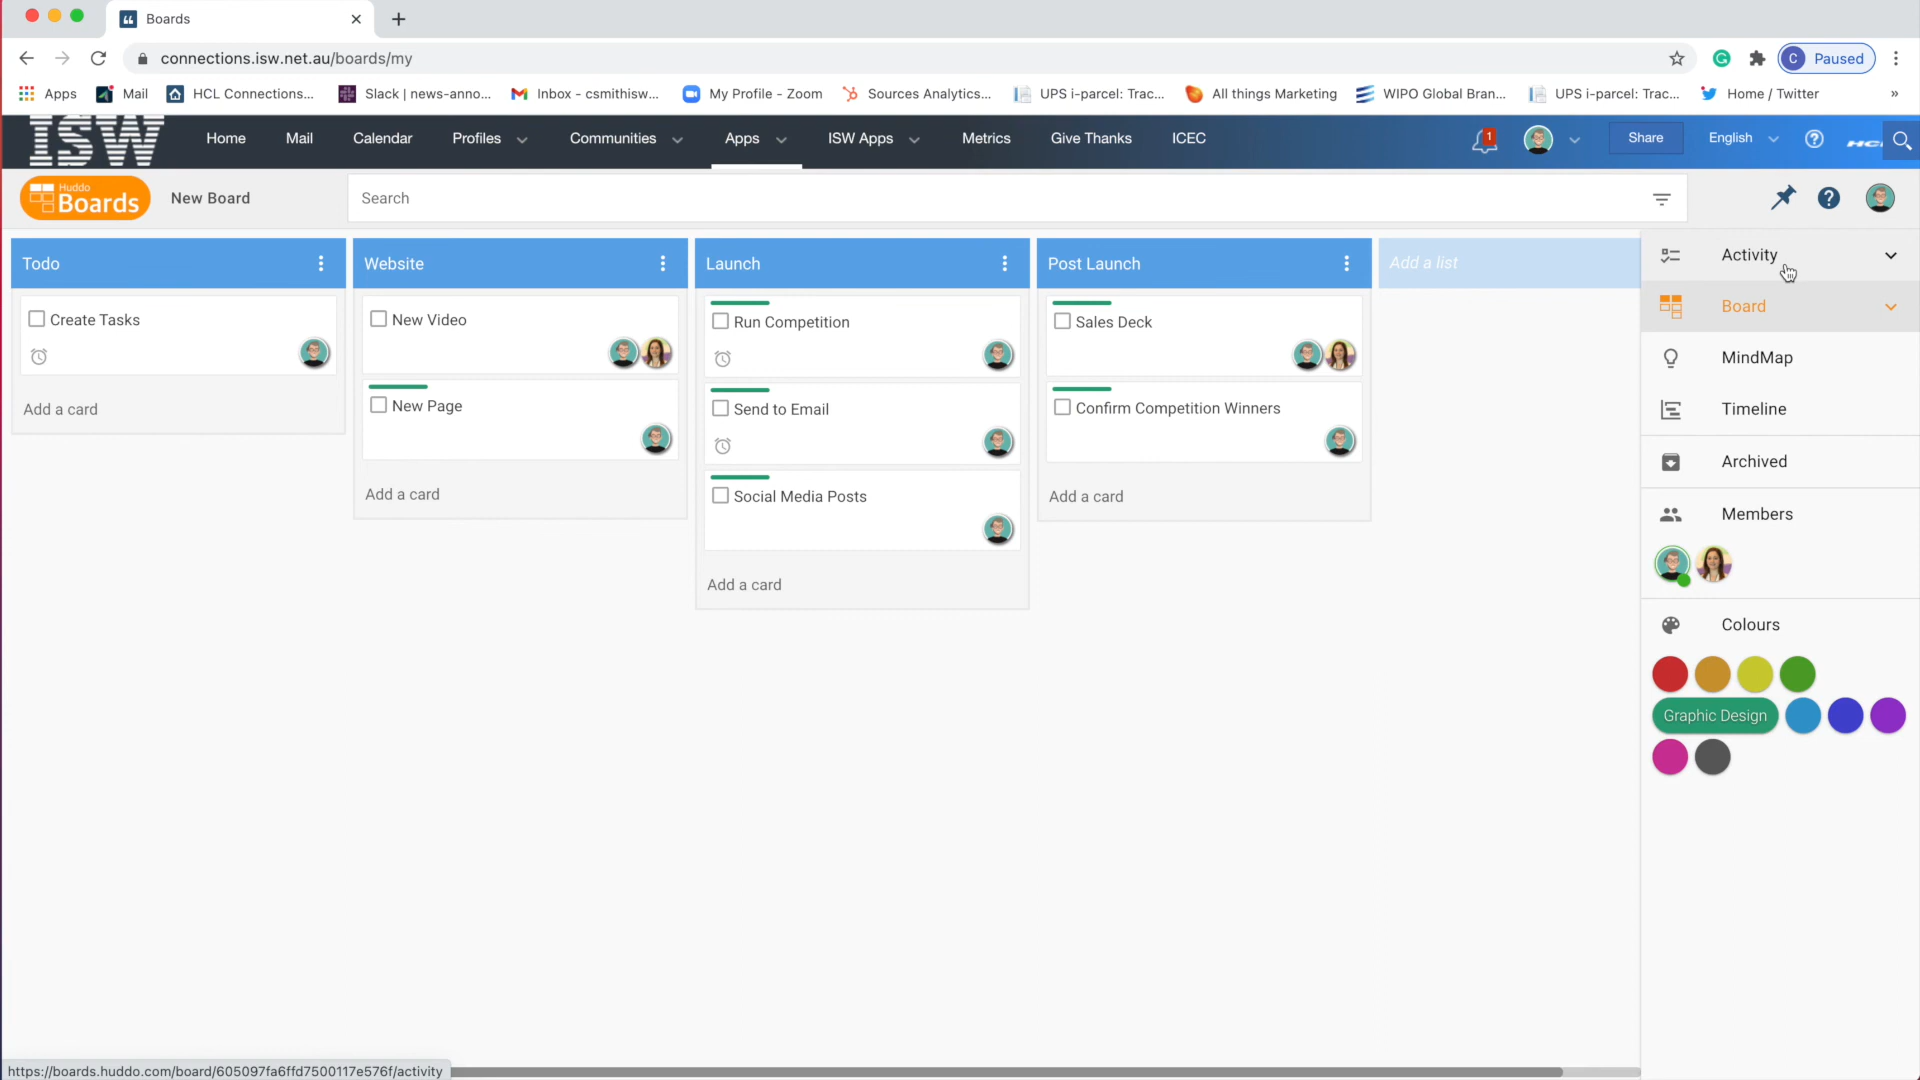 Boards
connections.isw.net.au/boards/my
C Paused
Apps Mail HCL Connections... Slack | news-anno... Inbox - csmithisw... My Profile - Zoom Sources Analytics... UPS i-parcel: Trac... All things Marketing WIPO Global Bran... UPS i-parcel: Trac... Home / Twitter »
ISW Home Mail Calendar Profiles Communities Apps ISW Apps Metrics Give Thanks ICEC 1 Share English ? HCL
Huddo
Boards New Board Search ?
Todo Website Launch Post Launch Add a list
Create Tasks
Add a card
New Video
New Page
Add a card
Run Competition
Send to Email
Social Media Posts
Add a card
Sales Deck
Confirm Competition Winners
Add a card
Activity
Board
MindMap
Timeline
Archived
Members
Colours
Graphic Design
https://boards.huddo.com/board/605097fa6ffd7500117e576f/activity